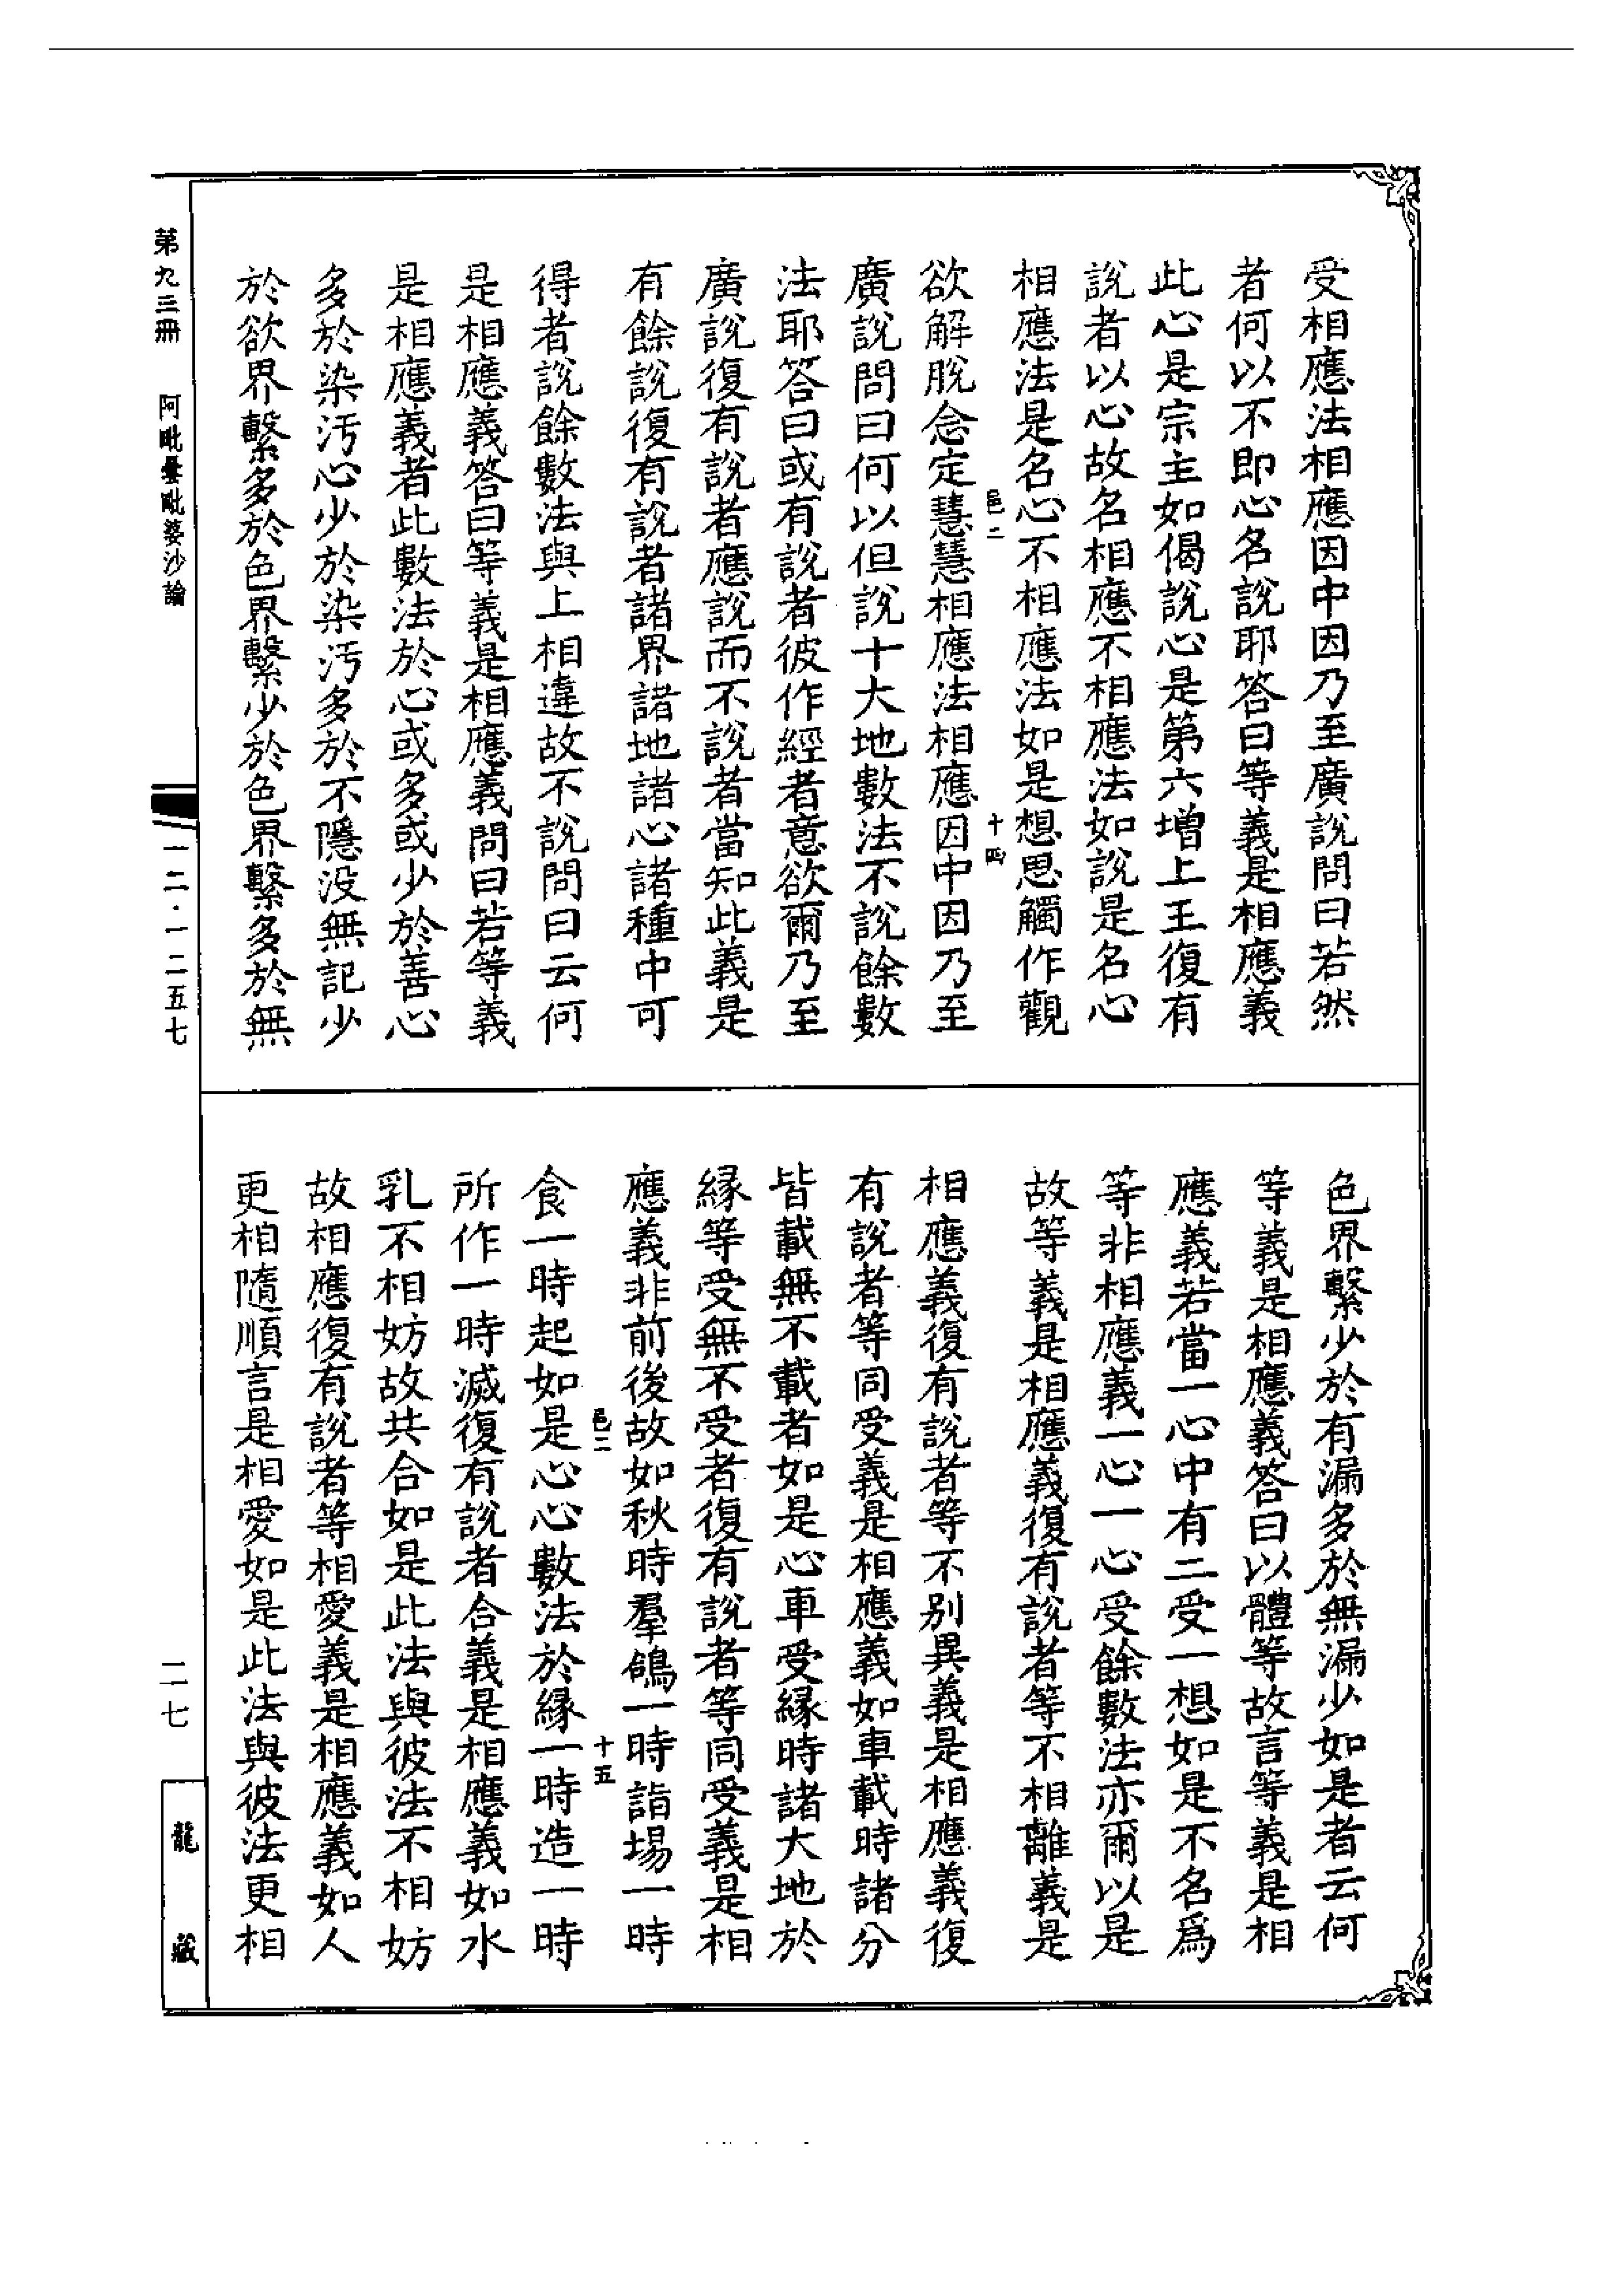 受相應法相應因中因乃至廣說問曰若然
者何以不即心名說耶答曰等義是相應義
此心是宗主如偈說心是第六增上王復有
說者以心故名相應不相應法如說是名心
相應法是名心不相應法如是想思觸作觀
邑二
十四
欲解脫念定慧慧相應法相應因中因乃至
廣說問曰何以但說十大地數法不說餘數
法耶答曰或有說者彼作經者意欲爾乃至
廣說復有說者應說而不說者當知此義是
有餘說復有說者諸界諸地諸心諸種中可
得者說餘數法與上相違故不說問曰云何
是相應義答曰等義是相應義問曰若等義
是相應義者此數法於心或多或少於善心
多於染汚心少於染汚多於不隱沒無記少
於欲界繫多於色界繫少於色界繫多於無
色界繫少於有漏多於無漏少如是者云何
等義是相應義答曰以體等故言等義是相
應義若當一心中有二受一想如是不名爲
等非相應義一心一心受餘數法亦爾以是
故等義是相應義復有說者等不相離義是
相應義復有說者等不別異義是相應義復
有說者等同受義是相應義如車載時諸分
皆載無不載者如是心車受緣時諸大地於
緣等受無不受者復有說者等同受義是相
應義非前後故如秋時羣鴿一時詣場一時
邑二
十五
食一時起如是心心數法於緣一時造一時
所作一時滅復有說者合義是相應義如水
乳不相妨故共合如是此法與彼法不相妨
故相應復有說者等相愛義是相應義如人
更相隨順言是相愛如是此法與彼法更相
第九三冊
阿毗曇毗婆沙論
一二·一二五七
二七
龍藏